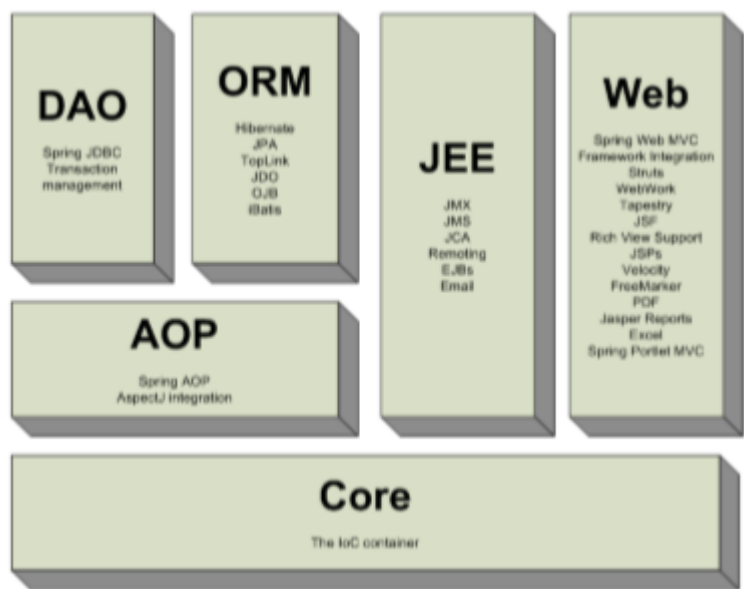 DAO
Spring JDBC
Transaction
management
ORM
Hibernate
JPA
TopLink
JDO
OJB
iBatis
JEE
JMX
JMS
JCA
Remoting
EJBs
Email
Web
Spring Web MVC
Framework Integration
Struts
WebWork
Tapestry
JSF
Rich View Support
JSPs
Velocity
FreeMarker
PDF
Jasper Reports
Excel
Spring Portlet MVC
AOP
Spring AOP
AspectJ integration
Core
The IoC container